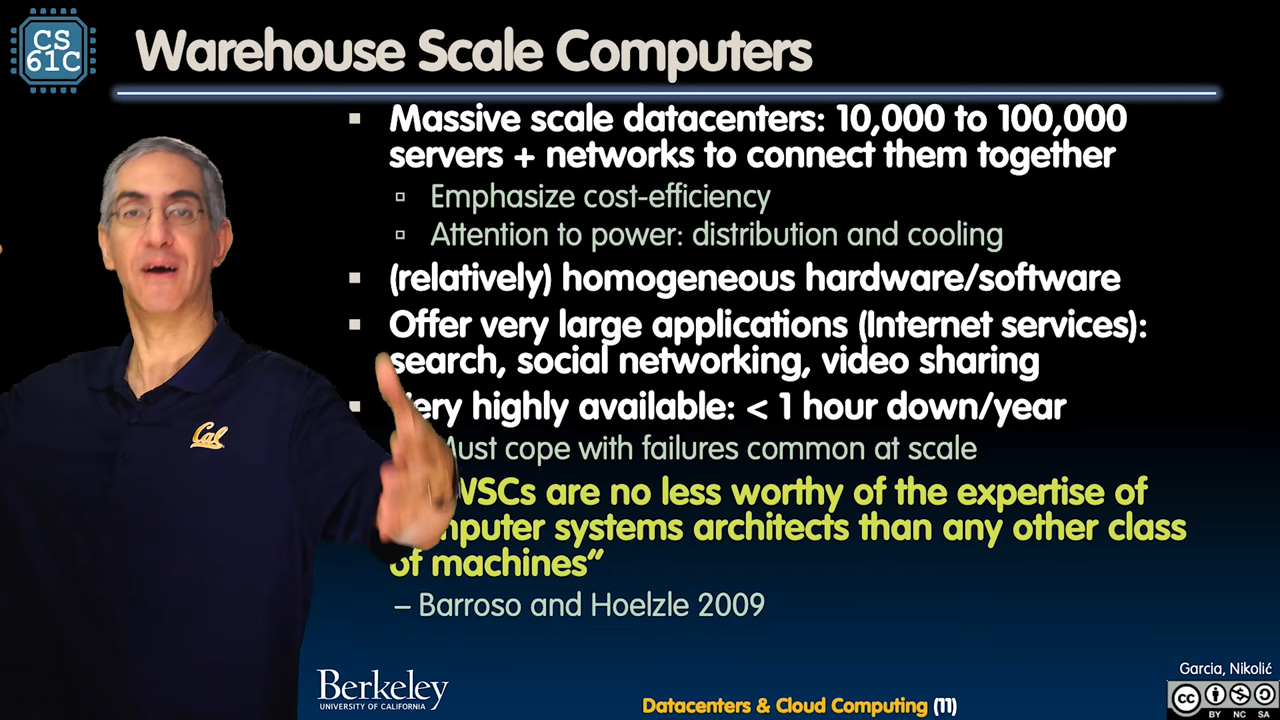 CS
61C
Warehouse Scale Computers
Massive scale datacenters: 10,000 to 100,000
servers + networks to connect them together
Emphasize cost-efficiency
Attention to power: distribution and cooling
(relatively) homogeneous hardware/software
Offer very large applications (Internet services):
search, social networking, video sharing
Very highly available: < 1 hour down/year
Must cope with failures common at scale
WSCs are no less worthy of the expertise of
computer systems architects than any other class
of machines“
– Barroso and Hoelzle 2009
Cal
Berkeley
UNIVERSITY OF CALIFORNIA
Datacenters & Cloud Computing (11)
Garcia, Nikolić
cc
BY NC SA